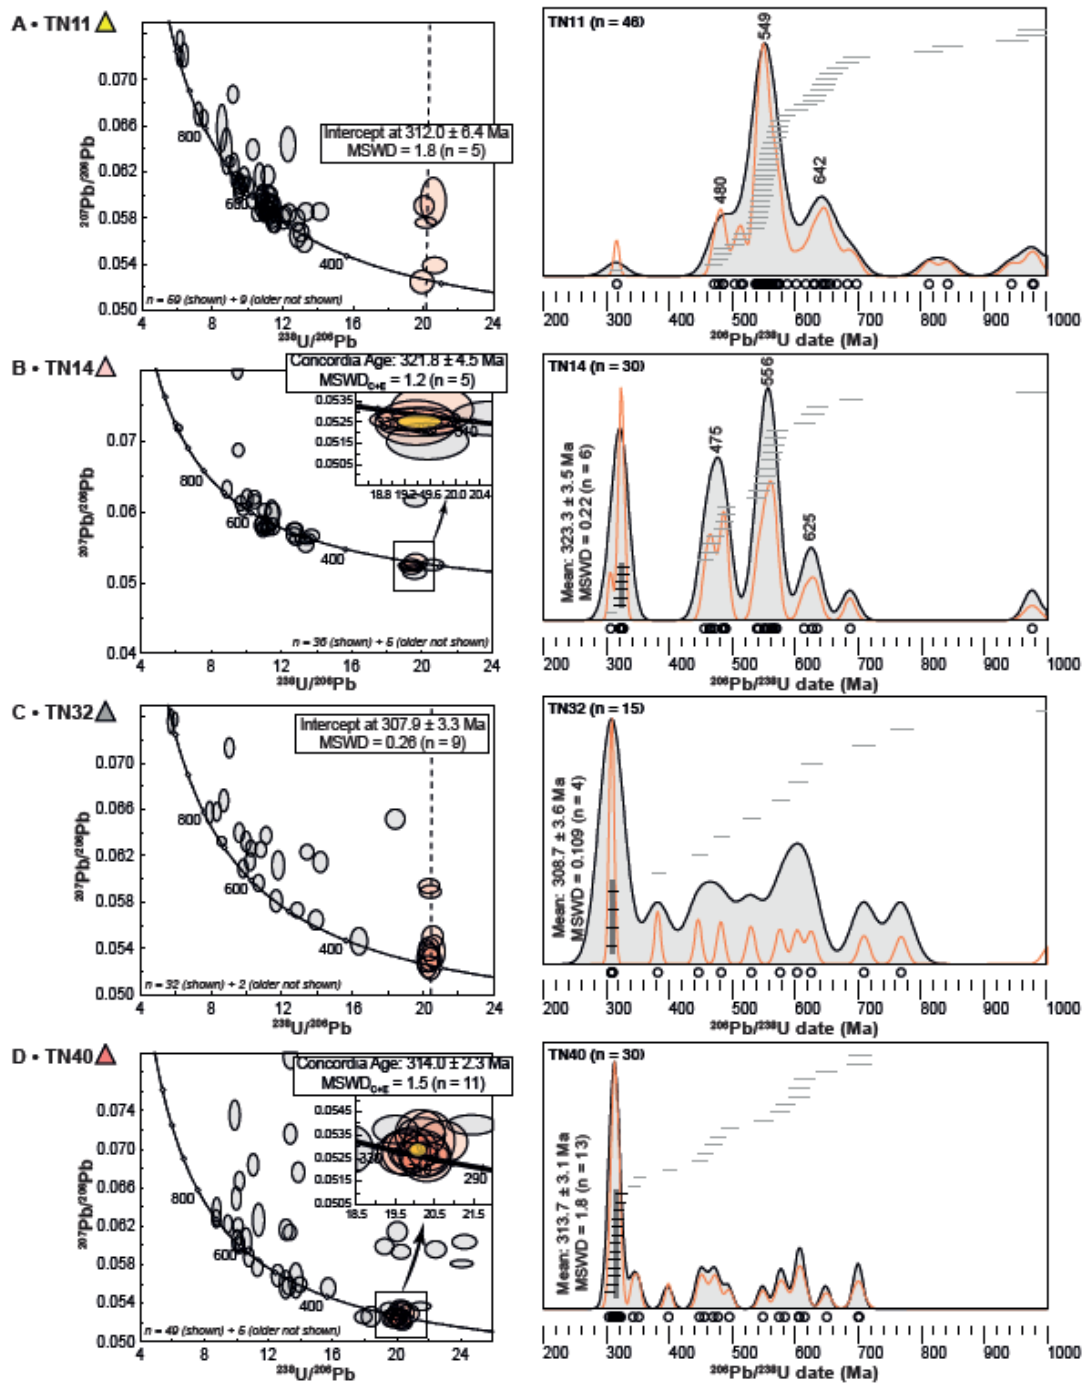 A • TN11
0.070
0.066
0.062
0.058
0.054
0.050
207Pb/206Pb
800
600
400
Intercept at 312.0 ± 6.4 Ma
MSWD = 1.8 (n = 5)
n = 59 (shown) + 9 (older not shown)
4 8 12 16 20 24
238U/206Pb
TN11 (n = 46)
480
549
642
200 300 400 500 600 700 800 900 1000
206Pb/238U date (Ma)
B • TN14
0.07
0.06
0.05
0.04
207Pb/206Pb
800
600
400
Concordia Age: 321.8 ± 4.5 Ma
MSWDC+E = 1.2 (n = 5)
0.0535
0.0525
0.0515
0.0505
18.8 19.2 19.6 20.0 20.4
n = 36 (shown) + 5 (older not shown)
4 8 12 16 20 24
238U/206Pb
TN14 (n = 30)
Mean: 323.3 ± 3.5 Ma
MSWD = 0.22 (n = 6)
475
556
625
200 300 400 500 600 700 800 900 1000
206Pb/238U date (Ma)
C • TN32
0.070
0.066
0.062
0.058
0.054
0.050
207Pb/206Pb
800
600
400
Intercept at 307.9 ± 3.3 Ma
MSWD = 0.26 (n = 9)
n = 32 (shown) + 2 (older not shown)
4 8 12 16 20 24
238U/206Pb
TN32 (n = 15)
Mean: 308.7 ± 3.6 Ma
MSWD = 0.109 (n = 4)
200 300 400 500 600 700 800 900 1000
206Pb/238U date (Ma)
D • TN40
0.074
0.070
0.066
0.062
0.058
0.054
0.050
207Pb/206Pb
800
600
400
Concordia Age: 314.0 ± 2.3 Ma
MSWDC+E = 1.5 (n = 11)
0.0545
0.0535
0.0525
0.0515
0.0505
290
18.5 19.5 20.5 21.5
n = 49 (shown) + 5 (older not shown)
4 8 12 16 20 24
238U/206Pb
TN40 (n = 30)
Mean: 313.7 ± 3.1 Ma
MSWD = 1.8 (n = 13)
200 300 400 500 600 700 800 900 1000
206Pb/238U date (Ma)